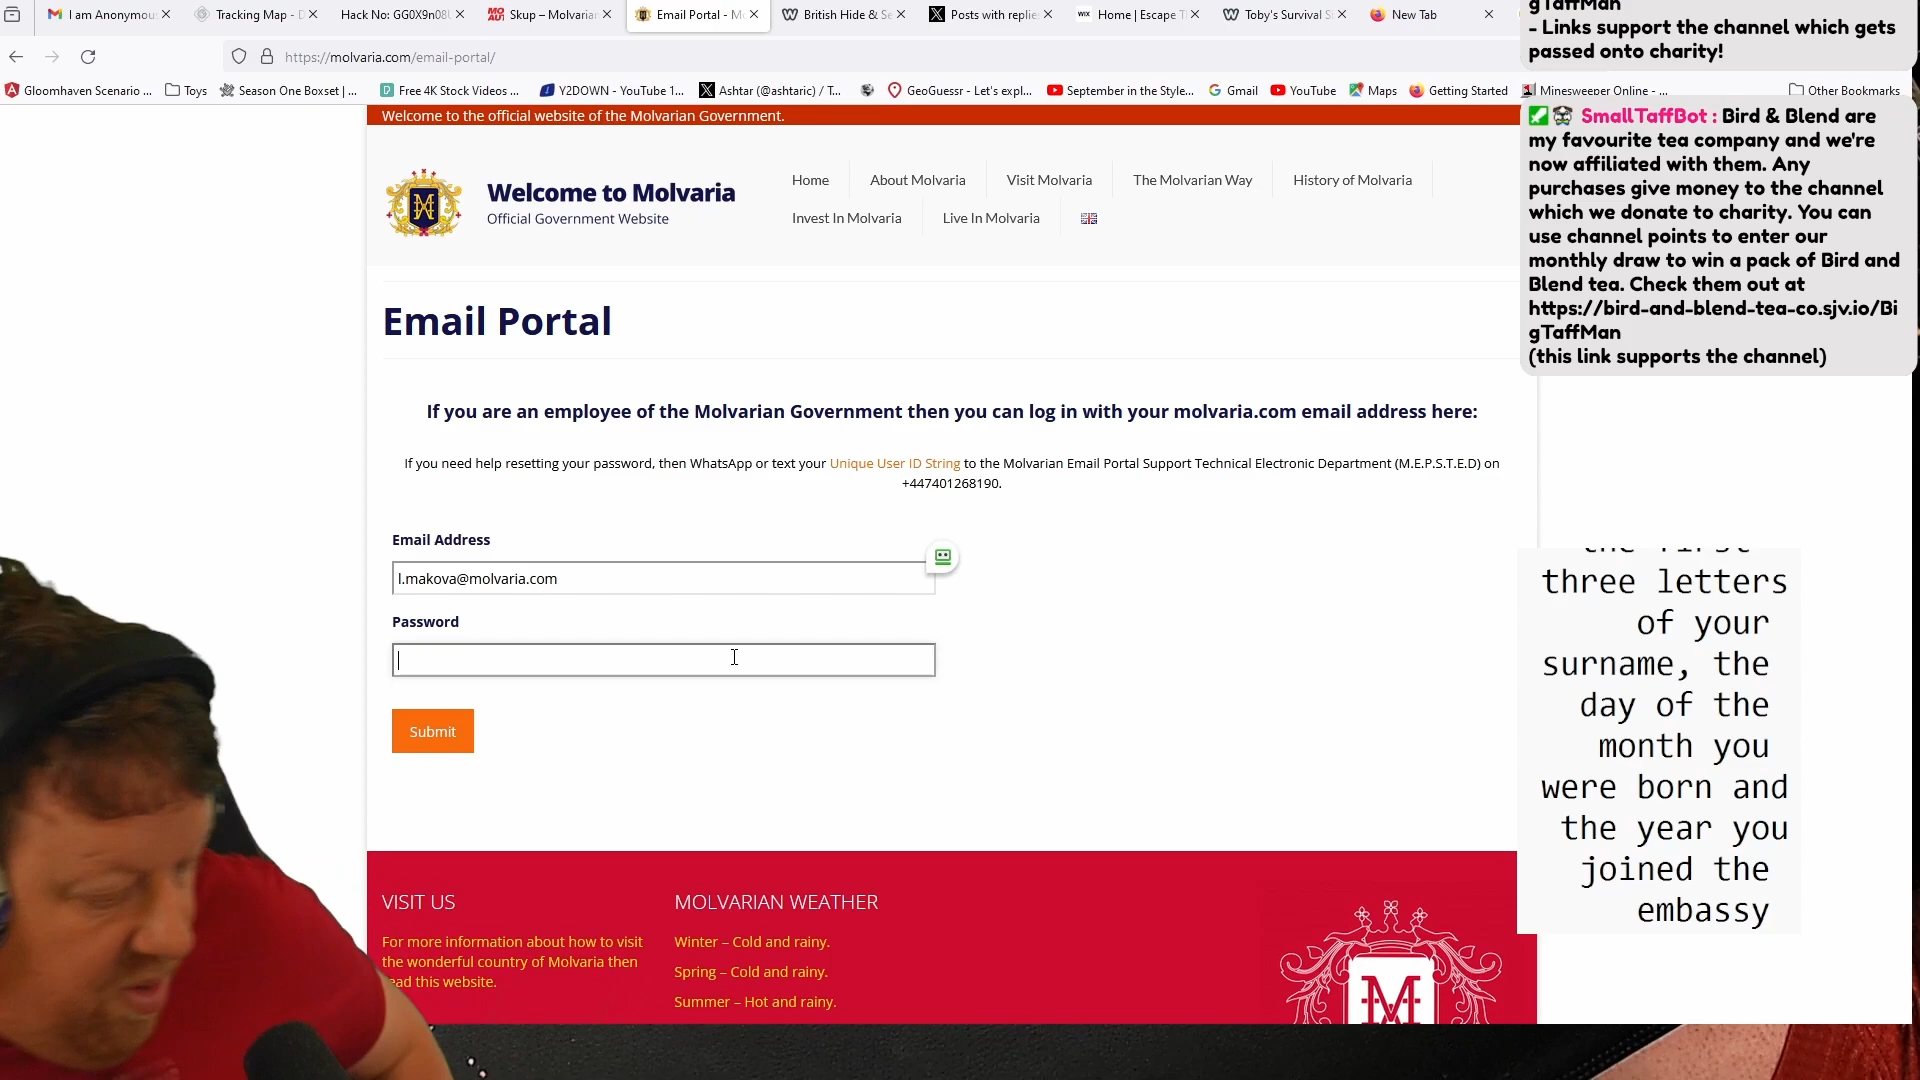 I am Anonymou
Tracking Map - D
Hack No: GG0X9n08U
Skup – Molvarian
Email Portal - Mo
British Hide & Se
Posts with replies
Home | Escape Ti
Toby's Survival Si
New Tab
https://molvaria.com/email-portal/
Gloomhaven Scenario ...
Toys
Season One Boxset | ...
Free 4K Stock Videos ...
Y2DOWN - YouTube 1...
Ashtar (@ashtaric) / T...
GeoGuessr - Let's expl...
September in the Style...
Gmail
YouTube
Maps
Getting Started
Minesweeper Online - ...
Other Bookmarks
gTaffMan
- Links support the channel which gets
passed onto charity!
SmallTaffBot : Bird & Blend are
my favourite tea company and we're
now affiliated with them. Any
purchases give money to the channel
which we donate to charity. You can
use channel points to enter our
monthly draw to win a pack of Bird and
Blend tea. Check them out at
https://bird-and-blend-tea-co.sjv.io/Bi
gTaffMan
(this link supports the channel)
Welcome to the official website of the Molvarian Government.
Welcome to Molvaria
Official Government Website
Home
About Molvaria
Visit Molvaria
The Molvarian Way
History of Molvaria
Invest In Molvaria
Live In Molvaria
Email Portal
If you are an employee of the Molvarian Government then you can log in with your molvaria.com email address here:
If you need help resetting your password, then WhatsApp or text your Unique User ID String to the Molvarian Email Portal Support Technical Electronic Department (M.E.P.S.T.E.D) on
+447401268190.
Email Address
l.makova@molvaria.com
Password
Submit
the first
three letters
of your
surname, the
day of the
month you
were born and
the year you
joined the
embassy
VISIT US
For more information about how to visit
the wonderful country of Molvaria then
read this website.
MOLVARIAN WEATHER
Winter – Cold and rainy.
Spring – Cold and rainy.
Summer – Hot and rainy.
M